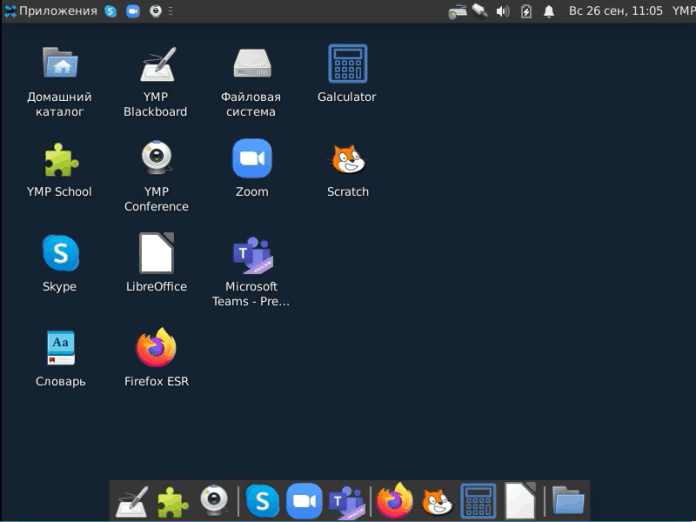 Приложения
Вс 26 сен, 11:05 YMP
Домашний
каталог
YMP
Blackboard
Файловая
система
Galculator
YMP School
YMP
Conference
Zoom
Scratch
Skype
LibreOffice
Microsoft
Teams - Pre...
Словарь
Firefox ESR